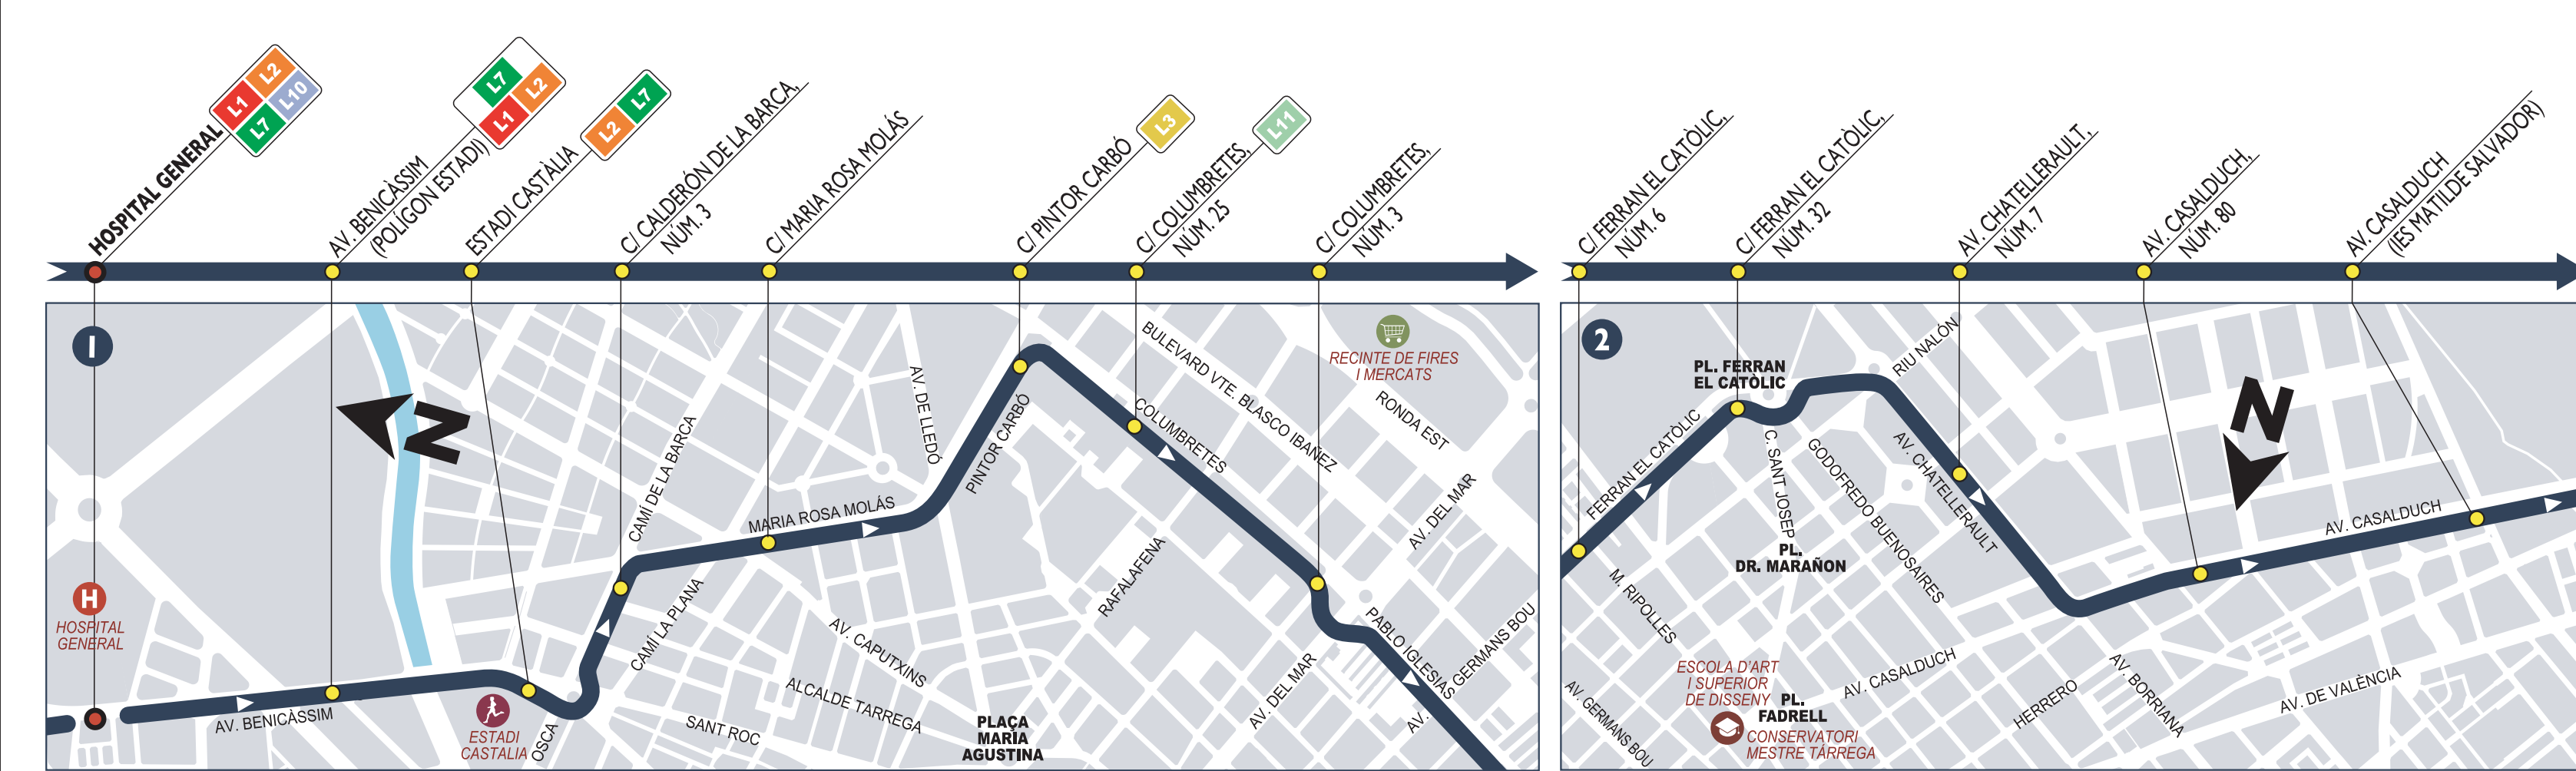 HOSPITAL GENERAL
L1
L2
L7
L10
AV. BENICÀSSIM
(POLÍGON ESTADI)
L7
L1
L2
ESTADI CASTÀLIA
L2
L7
C/ CALDERÓN DE LA BARCA,
NÚM. 3
C/ MARIA ROSA MOLÁS
C/ PINTOR CARBÓ
L3
C/ COLUMBRETES,
NÚM. 25
L11
C/ COLUMBRETES,
NÚM. 3
C/ FERRAN EL CATÒLIC,
NÚM. 6
C/ FERRAN EL CATÒLIC,
NÚM. 32
AV. CHATELLERAULT,
NÚM. 7
AV. CASALDUCH,
NÚM. 80
AV. CASALDUCH
(IES MATILDE SALVADOR)
1
N
H
HOSPITAL
GENERAL
AV. BENICÀSSIM
ESTADI
CASTALIA
OSCA
CAMÍ DE LA BARCA
CAMÍ LA PLANA
MARIA ROSA MOLÁS
SANT ROC
ALCALDE TARREGA
AV. CAPUTXINS
AV. DE LLEDÓ
PINTOR CARBÓ
PLAÇA
MARÍA
AGUSTINA
RAFALAFENA
COLUMBRETES
BULEVARD VTE. BLASCO IBAÑEZ
RECINTE DE FIRES
I MERCATS
RONDA EST
AV. DEL MAR
AV. DEL MAR
PABLO IGLESIAS
AV. GERMANS BOU
2
FERRAN EL CATÒLIC
PL. FERRAN
EL CATÒLIC
M. RIPOLLES
AV. GERMANS BOU
C. SANT JOSEP
PL.
DR. MARAÑON
GODOFREDO BUENOSAIRES
RIU NALÓN
AV. CHATELLERAULT
ESCOLA D'ART
I SUPERIOR
DE DISSENY
PL.
FADRELL
CONSERVATORI
MESTRE TÁRREGA
AV. CASALDUCH
HERRERO
AV. BORRIANA
AV. DE VALÈNCIA
AV. CASALDUCH
N